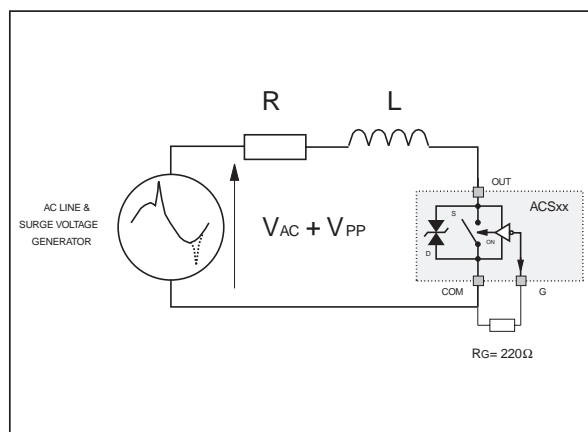 R
L
OUT
AC LINE &
SURGE VOLTAGE
GENERATOR
ACSxx
S
ON
D
VAC + VPP
COM
G
RG= 220Ω